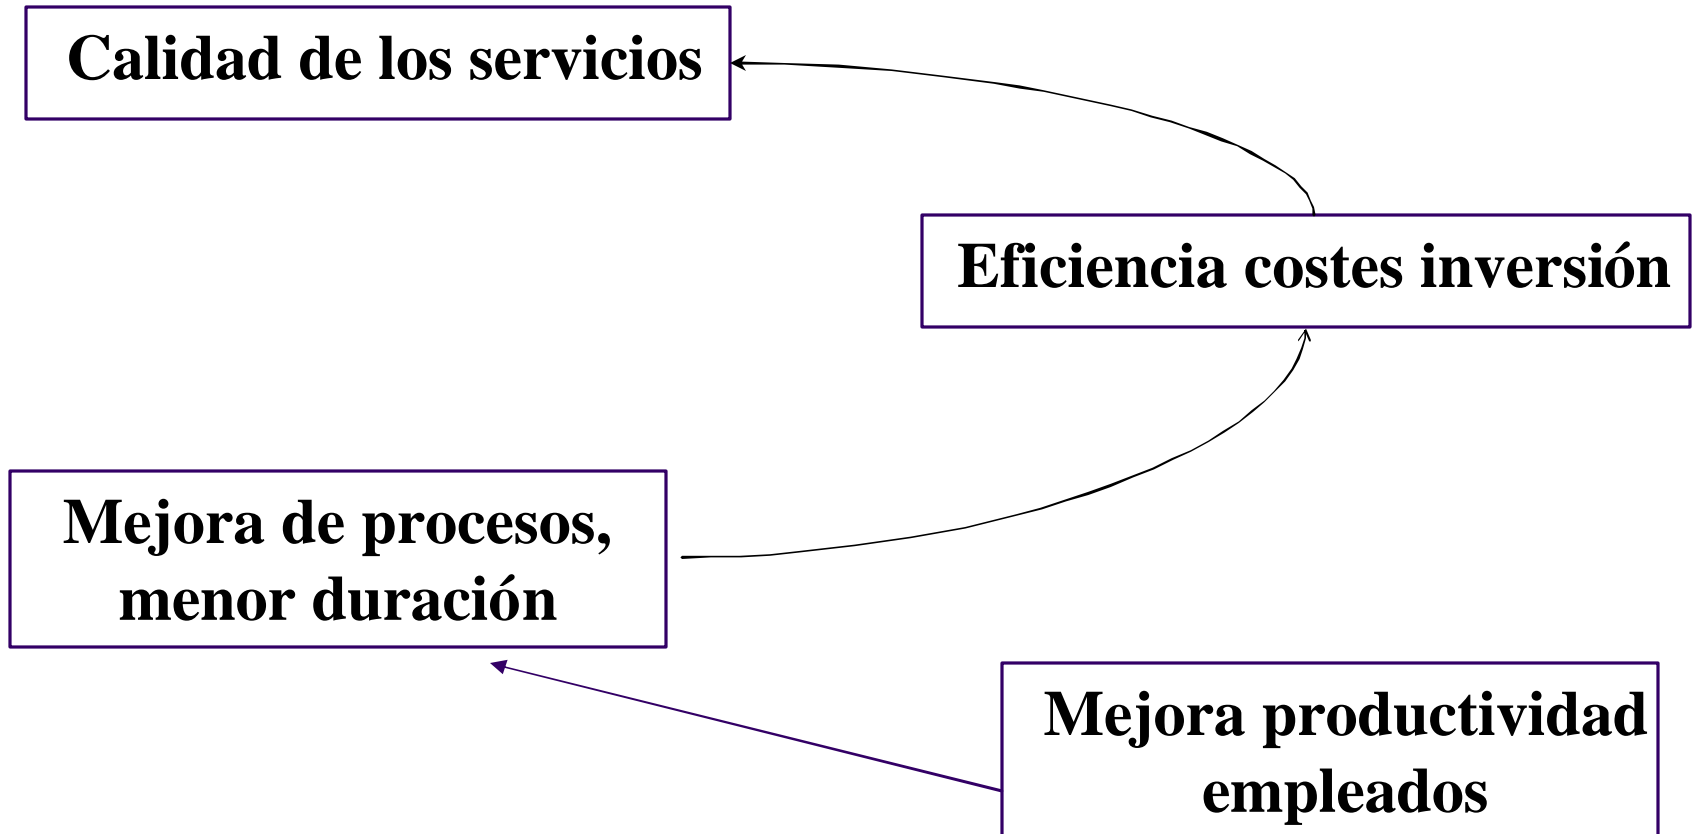 Calidad de los servicios
Eficiencia costes inversión
Mejora de procesos,
menor duración
Mejora productividad
empleados